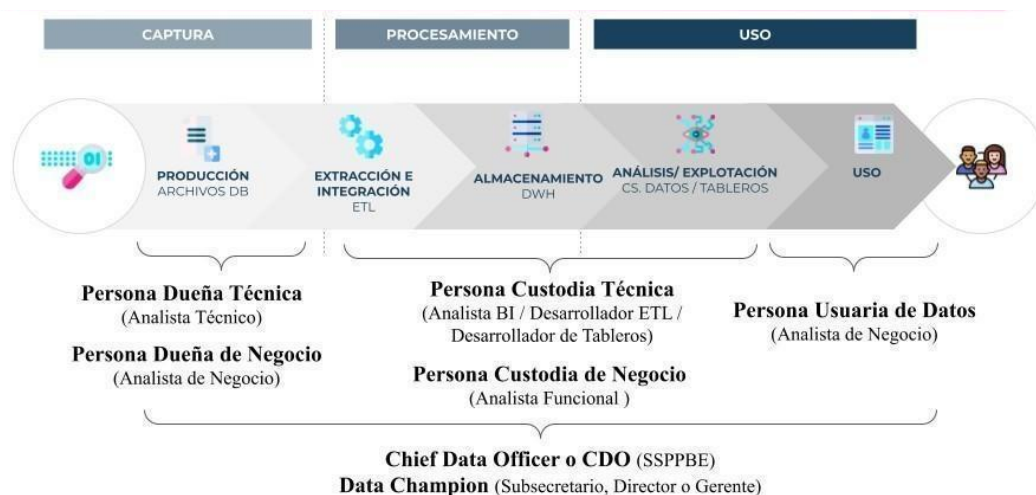 CAPTURA
PROCESAMIENTO
USO
01
PRODUCCIÓN
ARCHIVOS DB
EXTRACCIÓN E
INTEGRACIÓN
ETL
ALMACENAMIENTO
DWH
ANÁLISIS/ EXPLOTACIÓN
CS. DATOS / TABLEROS
USO
Persona Dueña Técnica
(Analista Técnico)
Persona Dueña de Negocio
(Analista de Negocio)
Persona Custodia Técnica
(Analista BI / Desarrollador ETL /
Desarrollador de Tableros)
Persona Custodia de Negocio
(Analista Funcional )
Persona Usuaria de Datos
(Analista de Negocio)
Chief Data Officer o CDO (SSPPBE)
Data Champion (Subsecretario, Director o Gerente)